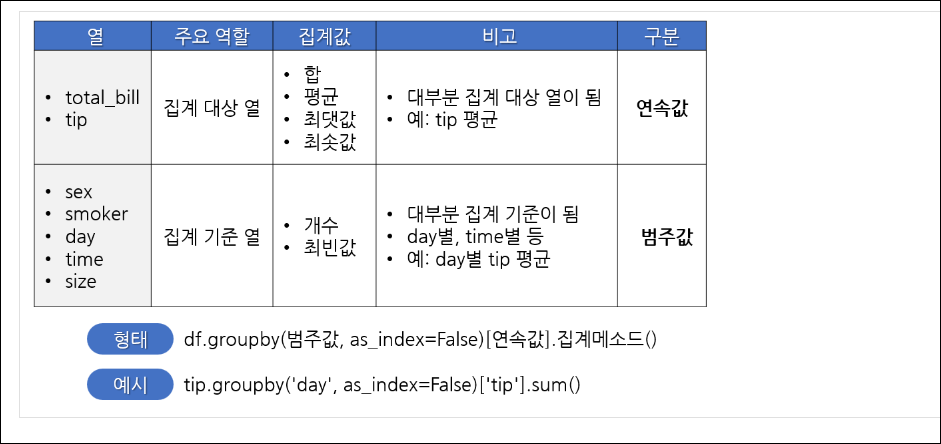 열 주요 역할 집계값 비고 구분
• total_bill
• tip
집계 대상 열
• 합
• 평균
• 최댓값
• 최솟값
• 대부분 집계 대상 열이 됨
• 예: tip 평균
연속값
• sex
• smoker
• day
• time
• size
집계 기준 열
• 개수
• 최빈값
• 대부분 집계 기준이 됨
• day별, time별 등
• 예: day별 tip 평균
범주값
형태 df.groupby(범주값, as_index=False)[연속값].집계메소드()
예시 tip.groupby('day', as_index=False)['tip'].sum()